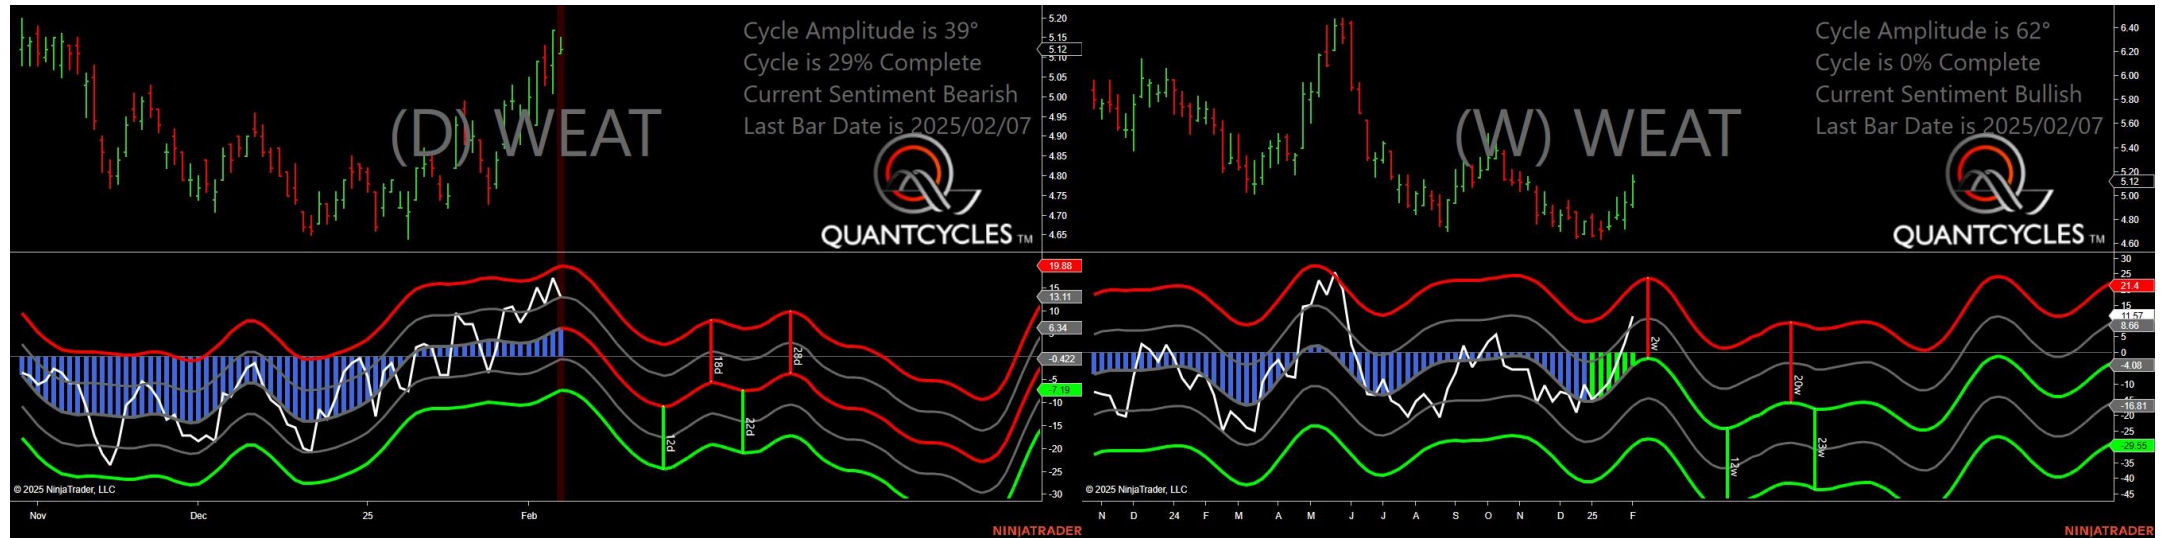 Cycle Amplitude is 39°
Cycle is 29% Complete
Current Sentiment Bearish
Last Bar Date is 2025/02/07
(D) WEAT
QUANTCYCLES TM
5.20
5.15
5.12
5.10
5.05
5.00
4.95
4.90
4.85
4.80
4.75
4.70
4.65
19.88
15
13.11
10
6.34
-0.422
-5
-7.19
-10
-15
-20
-25
-30
12d
18d
22d
28d
© 2025 NinjaTrader, LLC
Nov
Dec
25
Feb
NINJATRADER
Cycle Amplitude is 62°
Cycle is 0% Complete
Current Sentiment Bullish
Last Bar Date is 2025/02/07
(W) WEAT
QUANTCYCLES TM
6.40
6.20
6.00
5.80
5.60
5.40
5.20
5.12
5.00
4.80
4.60
30
25
21.4
15
11.57
8.66
5
0
-4.08
-10
-16.81
-25
-29.55
-35
-40
-45
2w
12w
20w
23w
© 2025 NinjaTrader, LLC
N D 24 F M A M J J A S O N D 25 F
NINJATRADER